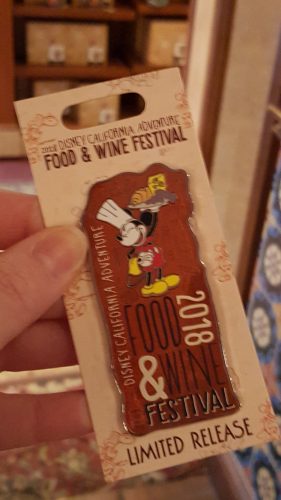 2018 DISNEY CALIFORNIA ADVENTURE
FOOD & WINE FESTIVAL
DISNEY CALIFORNIA ADVENTURE
FOOD
2018
& WINE
FESTIVAL
LIMITED RELEASE